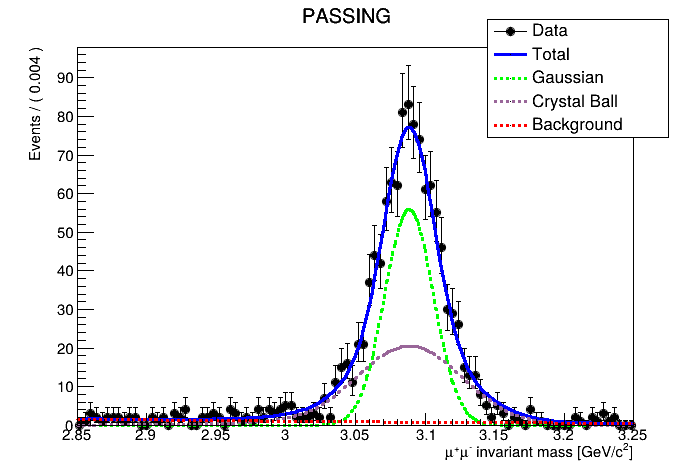 PASSING
Data
Total
Gaussian
Crystal Ball
Background
Events / ( 0.004 )
90
80
70
60
50
40
30
20
10
0
2.85 2.9 2.95 3 3.05 3.1 3.15 3.2 3.25
μ⁺μ⁻ invariant mass [GeV/c²]